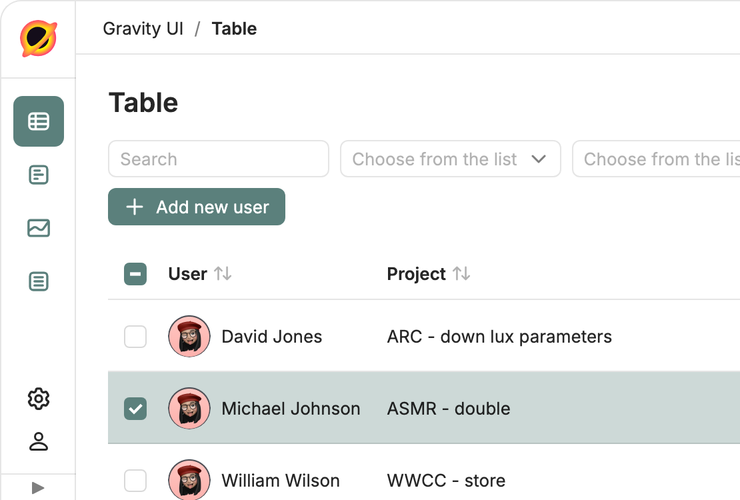 Gravity UI / Table
Table
Search
Choose from the list
Choose from the lis
Add new user
User
Project
David Jones
ARC - down lux parameters
Michael Johnson
ASMR - double
William Wilson
WWCC - store